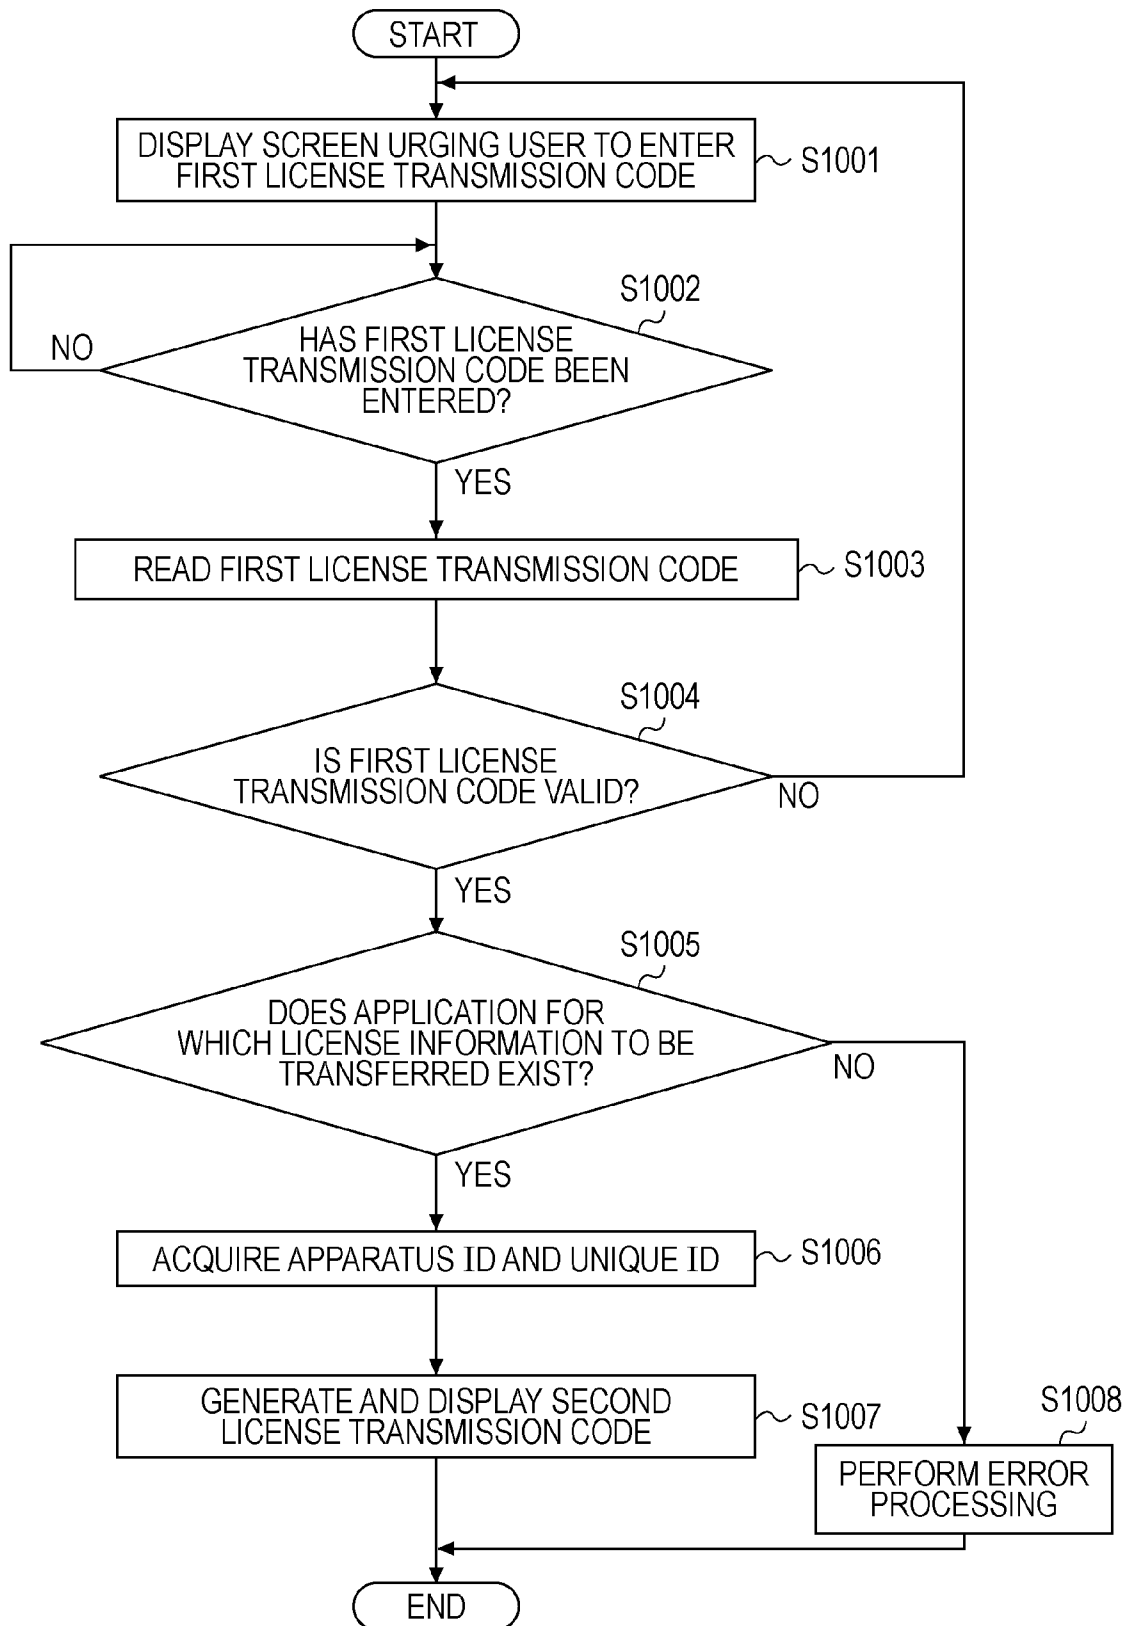 START
DISPLAY SCREEN URGING USER TO ENTER
FIRST LICENSE TRANSMISSION CODE
S1001
S1002
HAS FIRST LICENSE
TRANSMISSION CODE BEEN
ENTERED?
NO
YES
READ FIRST LICENSE TRANSMISSION CODE
S1003
S1004
IS FIRST LICENSE
TRANSMISSION CODE VALID?
NO
YES
S1005
DOES APPLICATION FOR
WHICH LICENSE INFORMATION TO BE
TRANSFERRED EXIST?
NO
YES
ACQUIRE APPARATUS ID AND UNIQUE ID
S1006
GENERATE AND DISPLAY SECOND
LICENSE TRANSMISSION CODE
S1007
S1008
PERFORM ERROR
PROCESSING
END